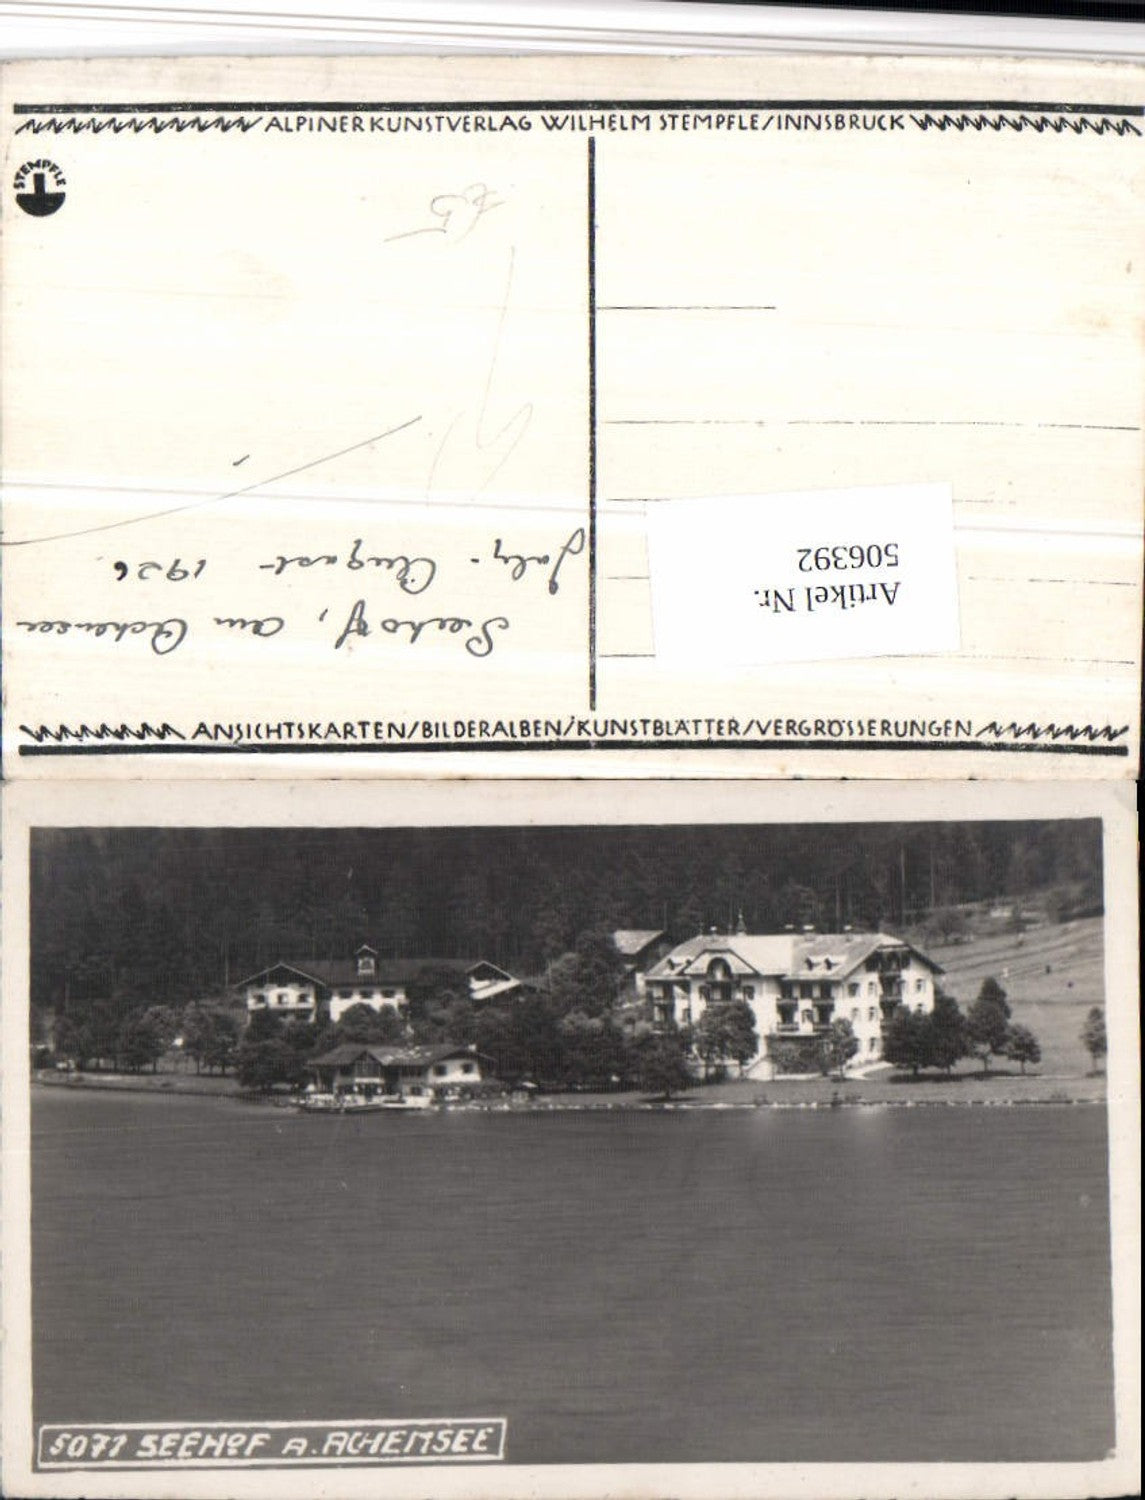 ALPINER KUNSTVERLAG WILHELM STEMPFLE/INNSBRUCK
STEMPFLE
Seehof, am Achensee
July - August 1926.
Artikel Nr.
506392
ANSICHTSKARTEN/BILDERALBEN/KUNSTBLÄTTER/VERGRÖSSERUNGEN
5071 SEEHOF A. ACHENSEE